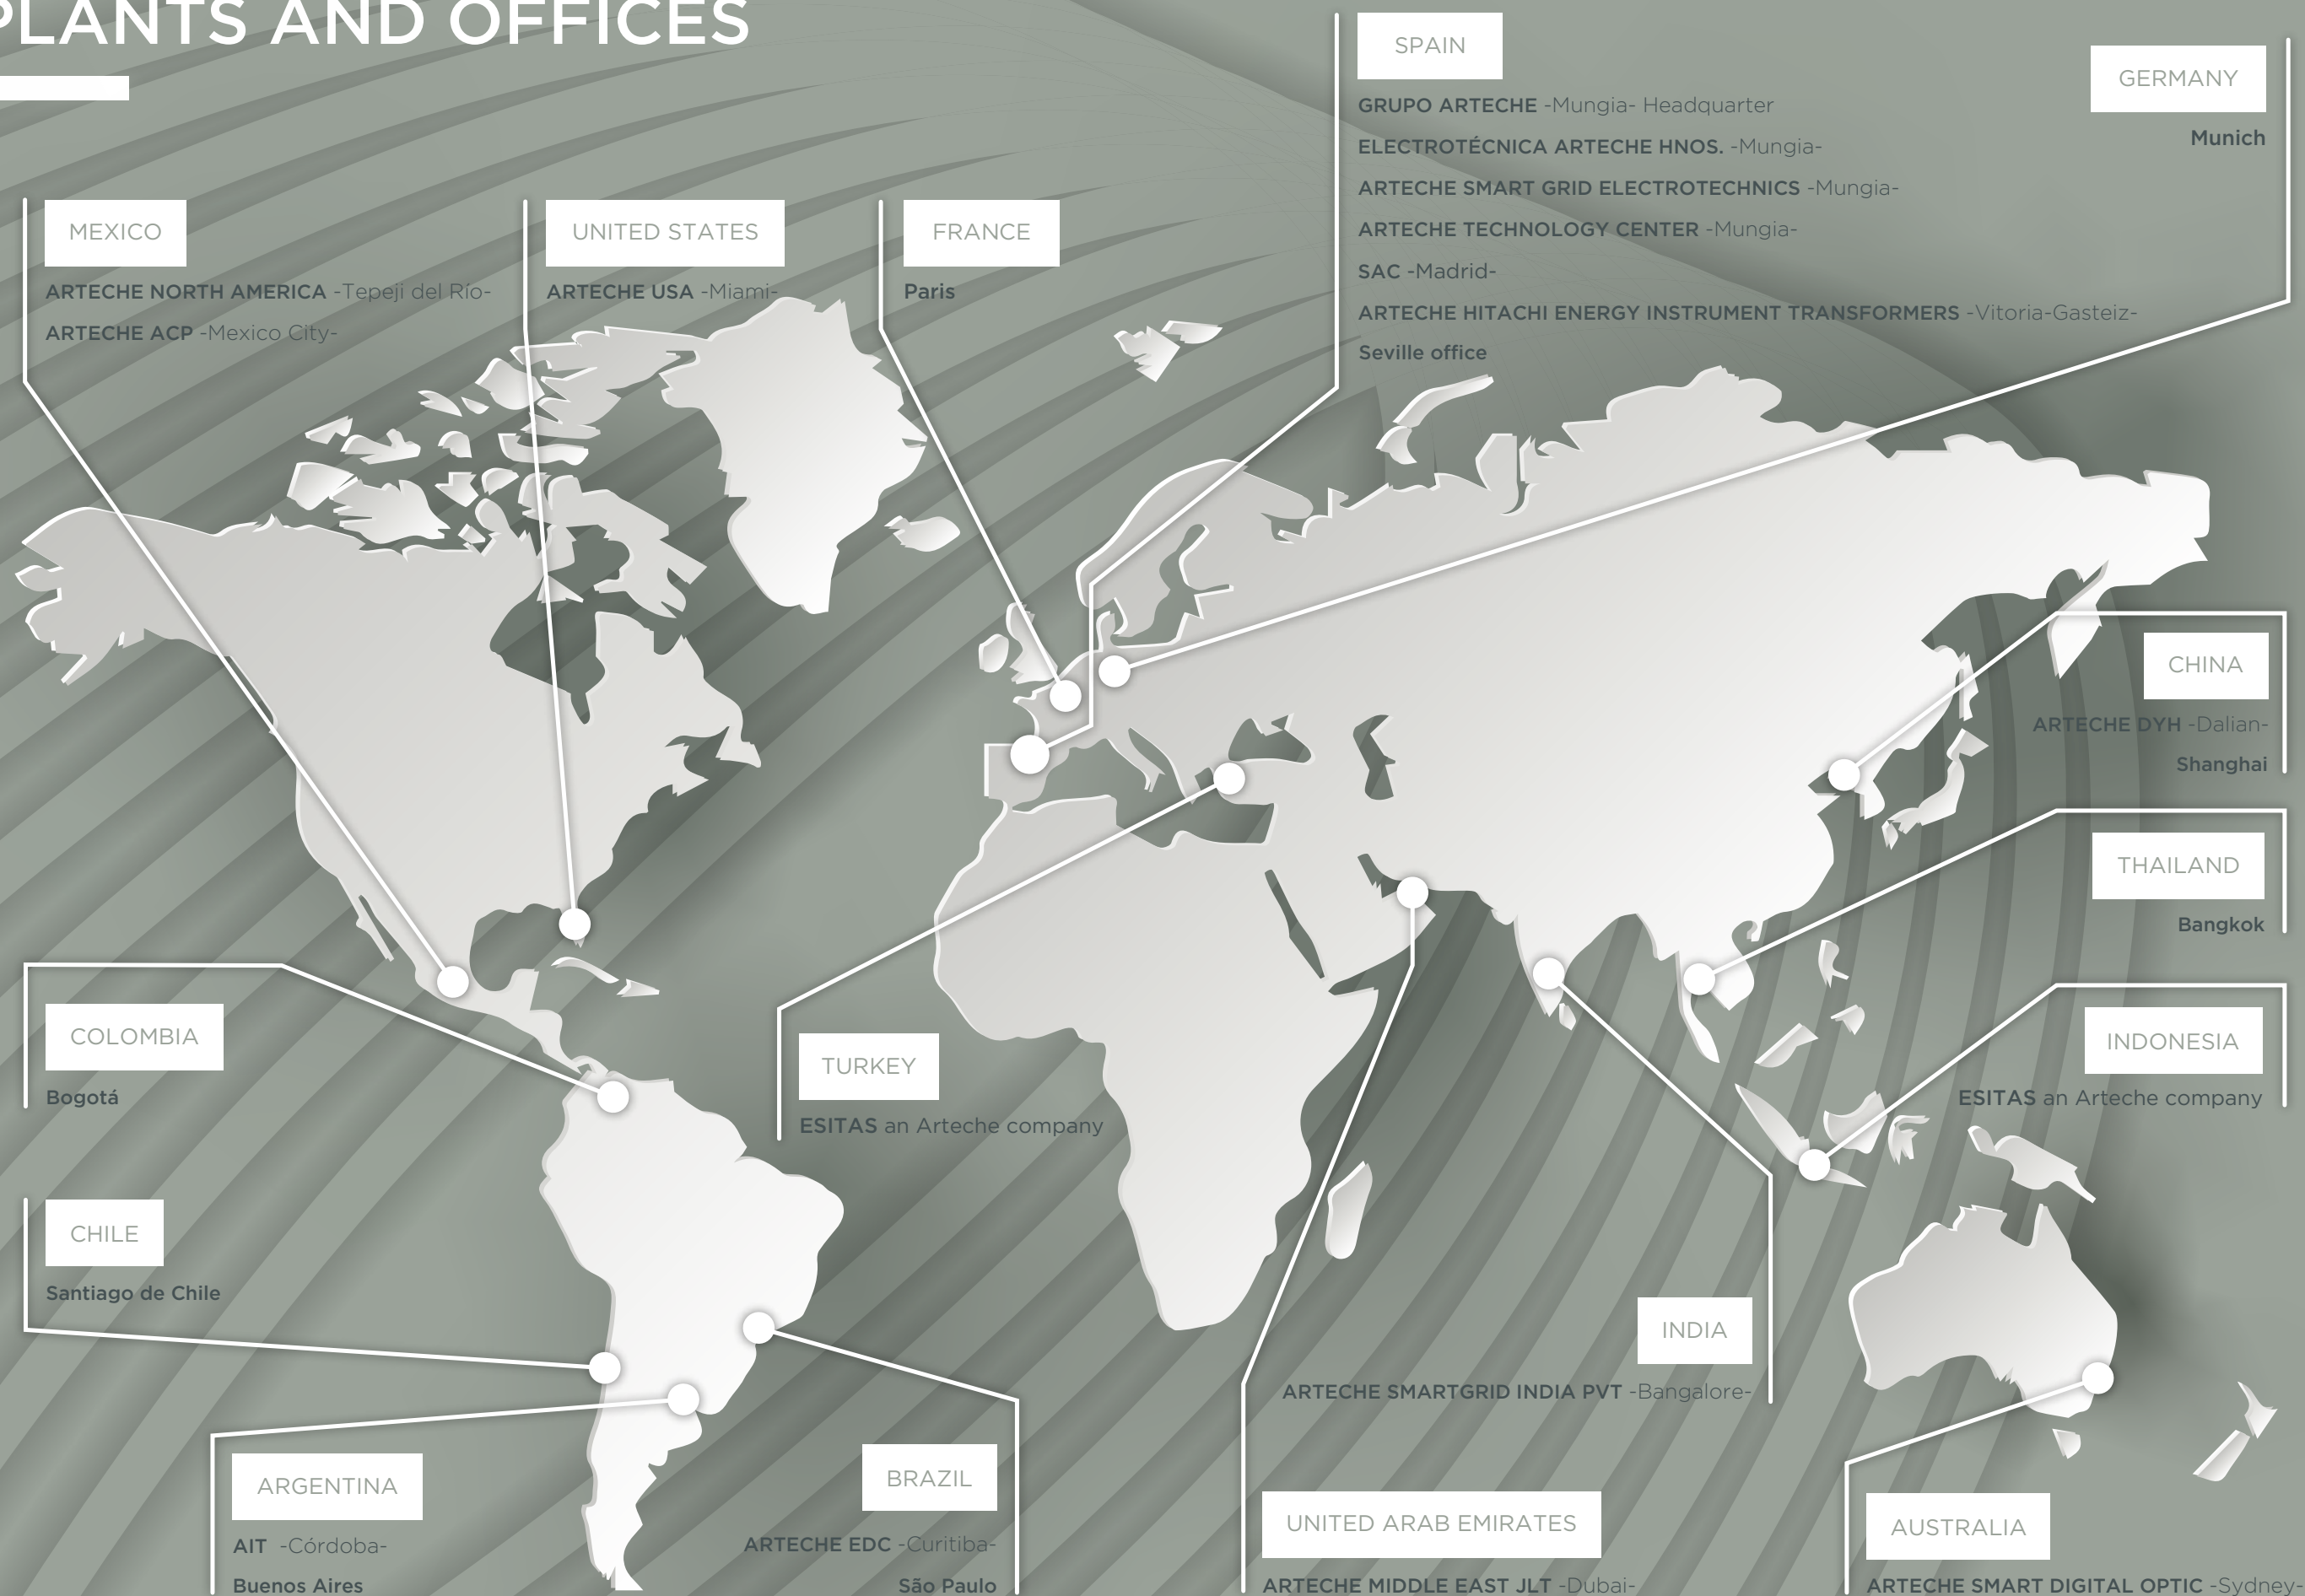 PLANTS AND OFFICES
SPAIN
GRUPO ARTECHE -Mungia- Headquarter
ELECTROTÉCNICA ARTECHE HNOS. -Mungia-
ARTECHE SMART GRID ELECTROTECHNICS -Mungia-
ARTECHE TECHNOLOGY CENTER -Mungia-
SAC -Madrid-
ARTECHE HITACHI ENERGY INSTRUMENT TRANSFORMERS -Vitoria-Gasteiz-
Seville office
GERMANY
Munich
MEXICO
ARTECHE NORTH AMERICA -Tepeji del Río-
ARTECHE ACP -Mexico City-
UNITED STATES
ARTECHE USA -Miami-
FRANCE
Paris
CHINA
ARTECHE DYH -Dalian-
Shanghai
THAILAND
Bangkok
COLOMBIA
Bogotá
TURKEY
ESITAS an Arteche company
INDONESIA
ESITAS an Arteche company
CHILE
Santiago de Chile
INDIA
ARTECHE SMARTGRID INDIA PVT -Bangalore-
ARGENTINA
AIT -Córdoba-
Buenos Aires
BRAZIL
ARTECHE EDC -Curitiba-
São Paulo
UNITED ARAB EMIRATES
ARTECHE MIDDLE EAST JLT -Dubai-
AUSTRALIA
ARTECHE SMART DIGITAL OPTIC -Sydney-